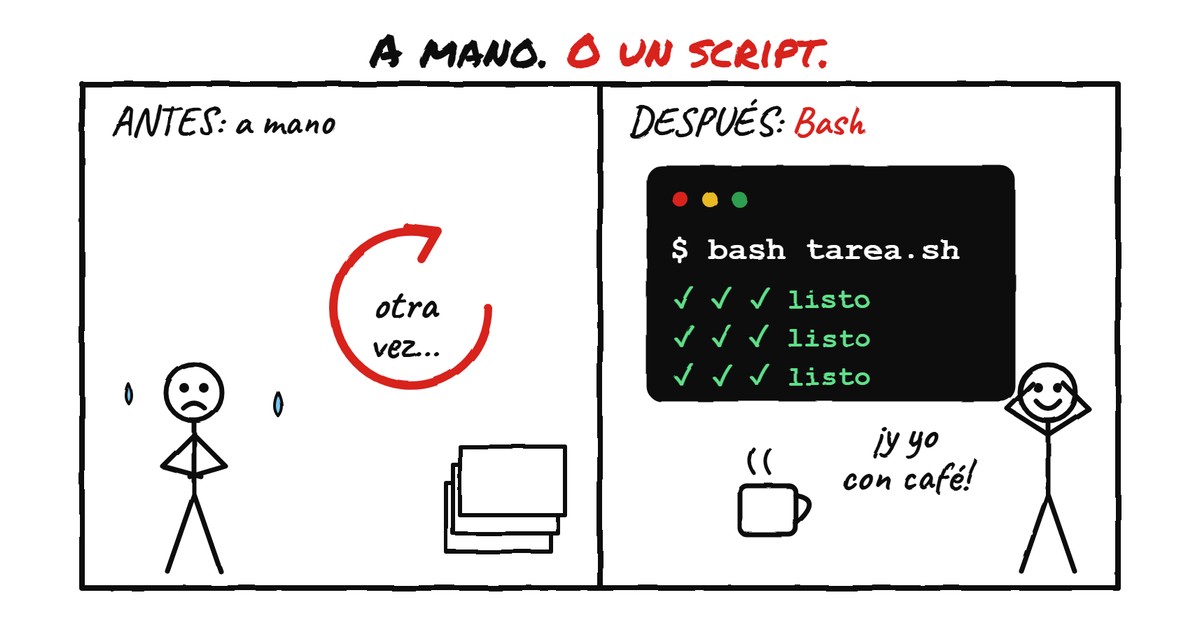 A MANO. O UN SCRIPT.
ANTES: a mano
otra
vez...
DESPUÉS: Bash
$ bash tarea.sh
✓ ✓ ✓ listo
✓ ✓ ✓ listo
✓ ✓ ✓ listo
¡y yo
con café!